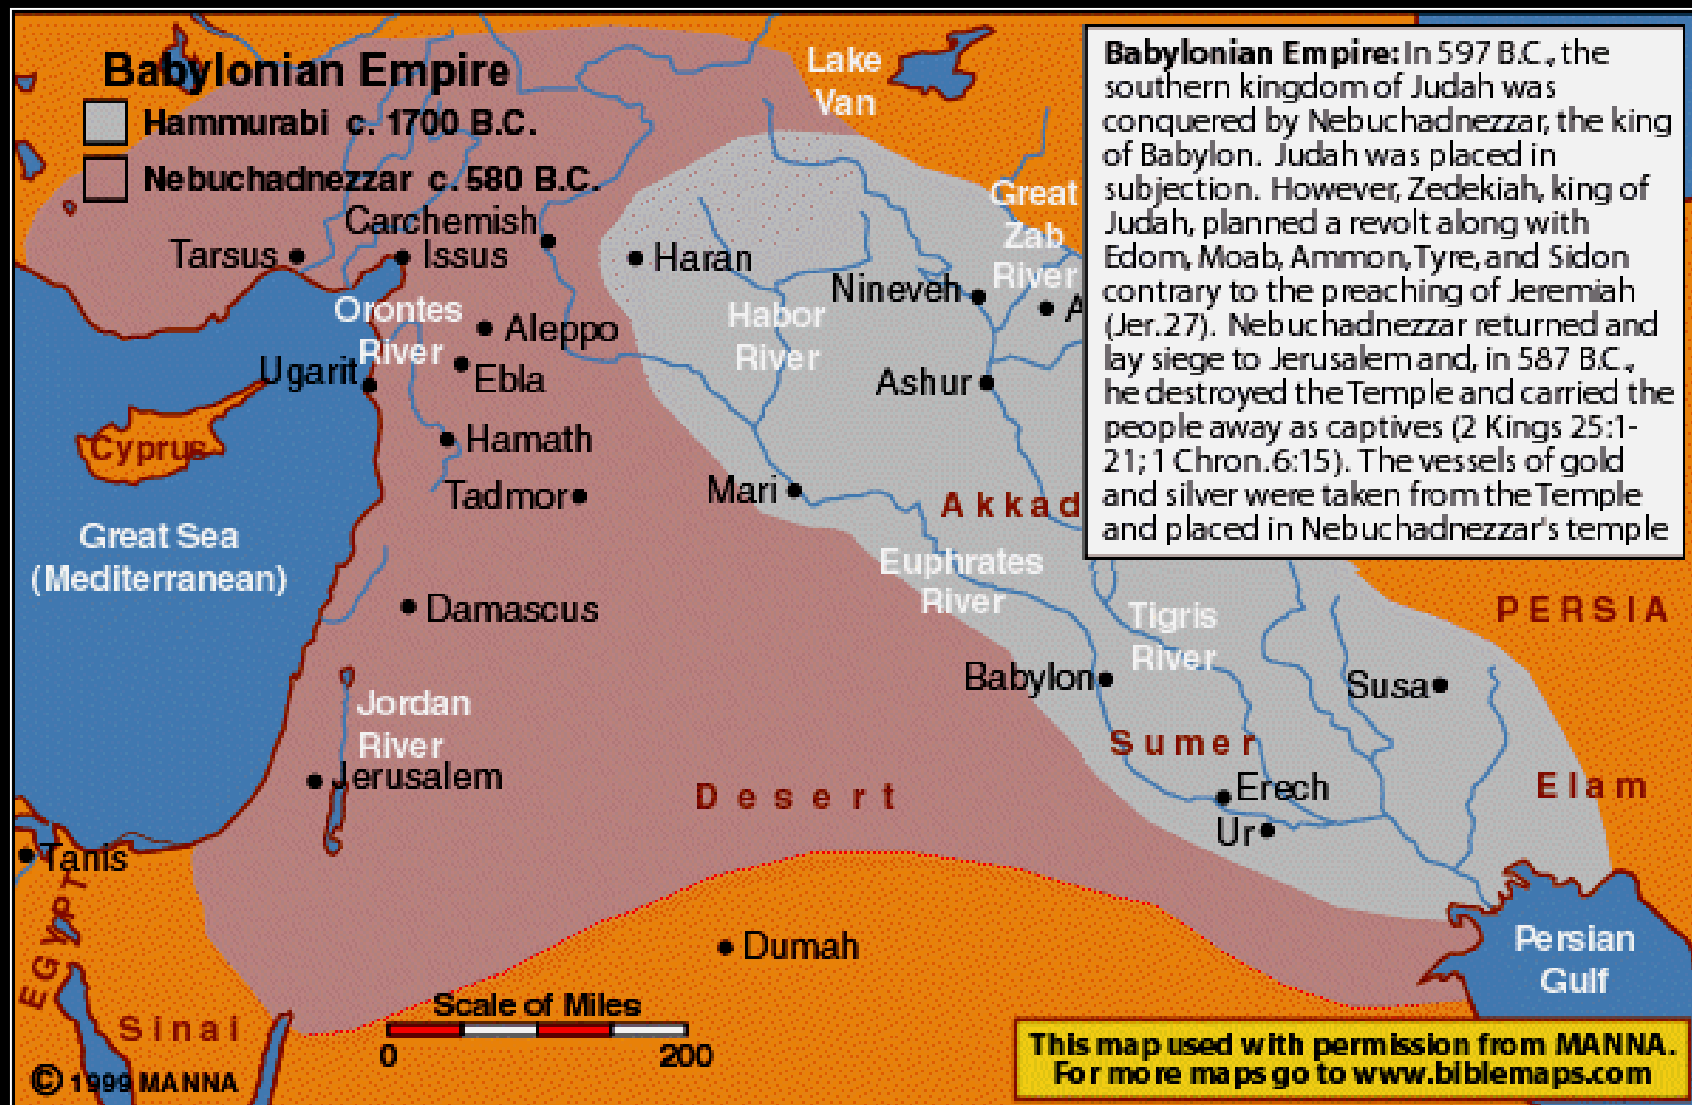 Babylonian Empire
Hammurabi c. 1700 B.C.
Nebuchadnezzar c. 580 B.C.
Babylonian Empire: In 597 B.C., the
southern kingdom of Judah was
conquered by Nebuchadnezzar, the king
of Babylon. Judah was placed in
subjection. However, Zedekiah, king of
Judah, planned a revolt along with
Edom, Moab, Ammon, Tyre, and Sidon
contrary to the preaching of Jeremiah
(Jer.27). Nebuchadnezzar returned and
lay siege to Jerusalem and, in 587 B.C.,
he destroyed the Temple and carried the
people away as captives (2 Kings 25:1-
21; 1 Chron.6:15). The vessels of gold
and silver were taken from the Temple
and placed in Nebuchadnezzar's temple
Lake
Van
Great
Zab
River
Carchemish
Tarsus
Issus
Haran
Nineveh
A
Orontes
River
Habor
River
Aleppo
Ugarit
Ebla
Ashur
Cyprus
Hamath
Tadmor
Mari
Akkad
Great Sea
(Mediterranean)
Euphrates
River
Damascus
Tigris
River
PERSIA
Babylon
Susa
Jordan
River
Sumer
Jerusalem
Desert
Erech
Elam
Ur
Tanis
EGYPT
Dumah
Persian
Gulf
Sinai
Scale of Miles
0 200
© 1999 MANNA
This map used with permission from MANNA.
For more maps go to www.biblemaps.com